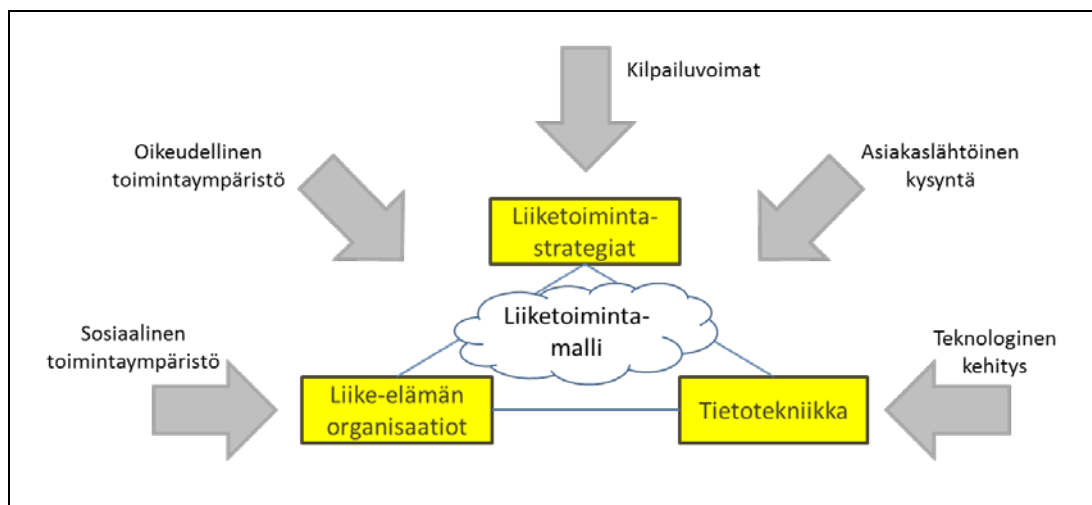 Kilpailuvoimat
Oikeudellinen
toimintaympäristö
Asiakaslähtöinen
kysyntä
Liiketoiminta-
strategiat
Liiketoiminta-
malli
Sosiaalinen
toimintaympäristö
Teknologinen
kehitys
Liike-elämän
organisaatiot
Tietotekniikka